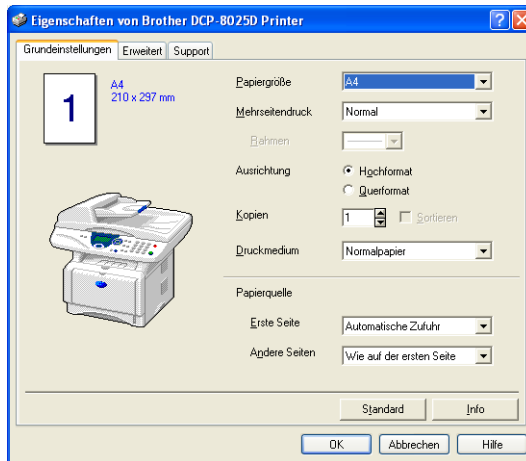 Eigenschaften von Brother DCP-8025D Printer
Grundeinstellungen Erweitert Support
1
A4
210 x 297 mm
Papiergröße A4
Mehrseitendruck Normal
Rahmen
Ausrichtung Hochformat
Querformat
Kopien 1 Sortieren
Druckmedium Normalpapier
Papierquelle
Erste Seite Automatische Zufuhr
Andere Seiten Wie auf der ersten Seite
Standard Info
OK Abbrechen Hilfe